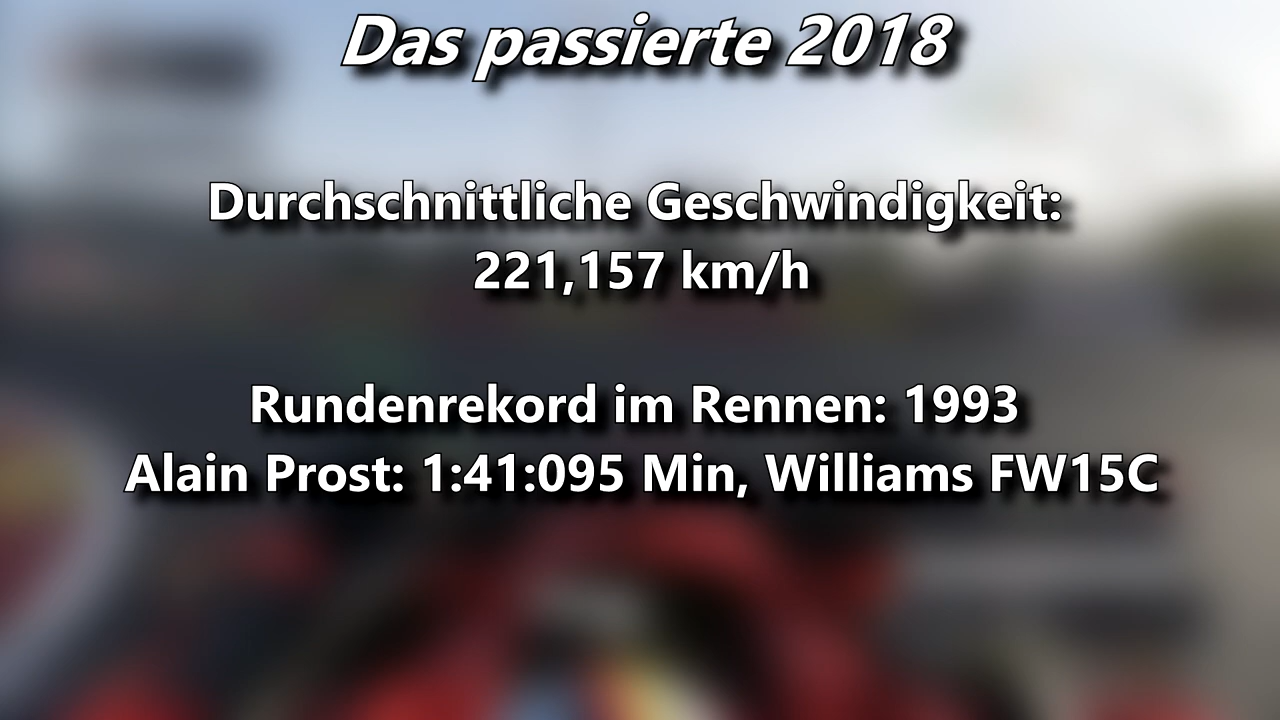 Das passierte 2018
Durchschnittliche Geschwindigkeit:
221,157 km/h
Rundenrekord im Rennen: 1993
Alain Prost: 1:41:095 Min, Williams FW15C